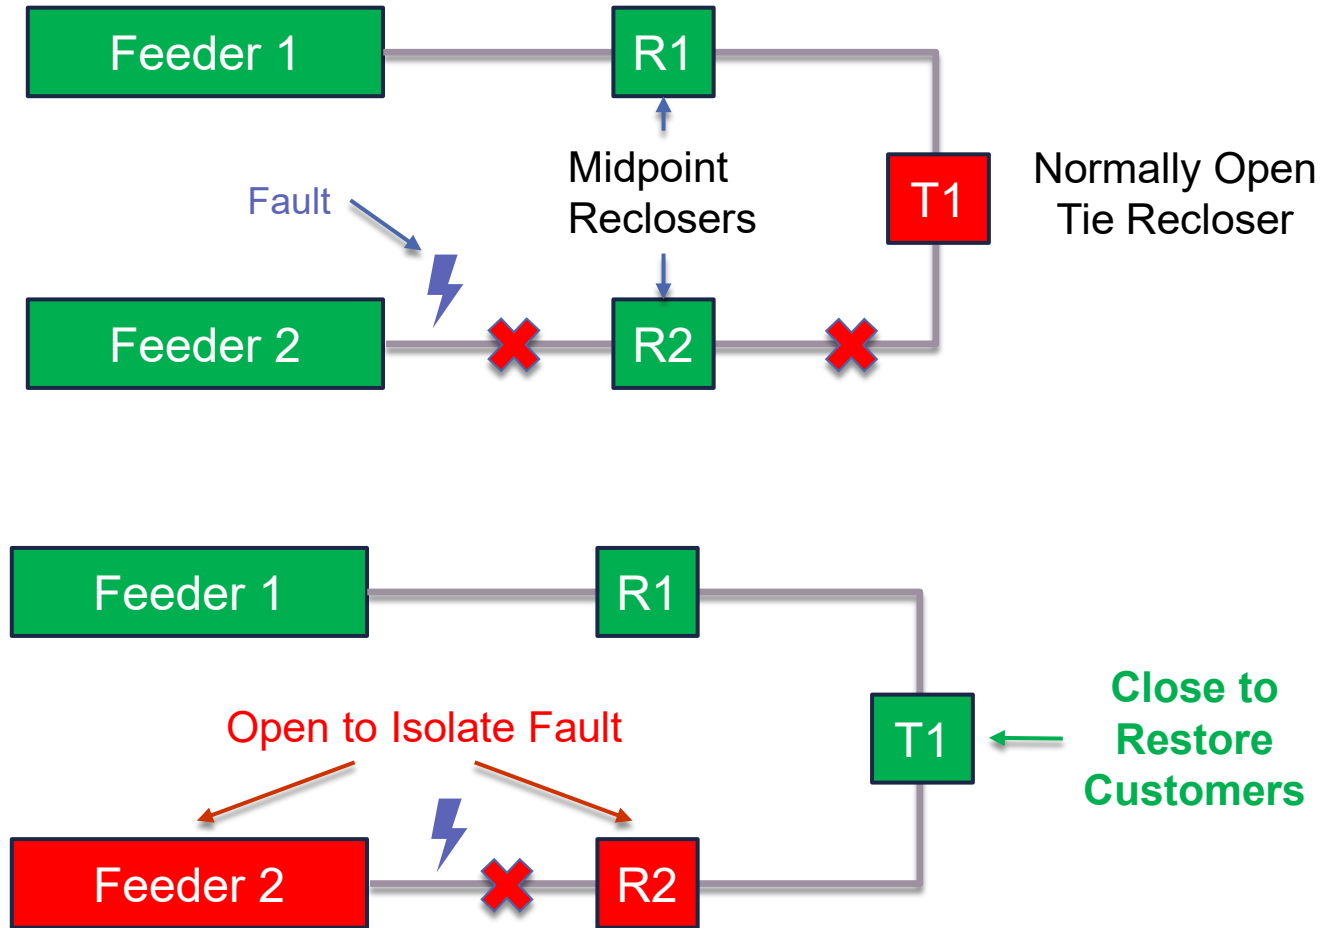 Feeder 1
R1
Midpoint
Reclosers
T1
Normally Open
Tie Recloser
Fault
Feeder 2
R2
Feeder 1
R1
Open to Isolate Fault
T1
Close to
Restore
Customers
Feeder 2
R2